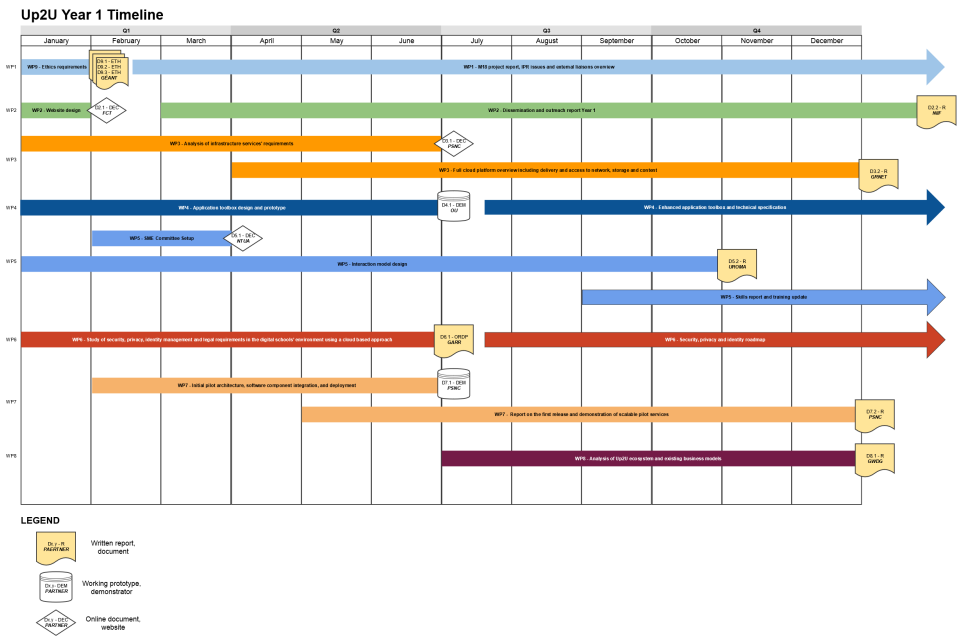 Up2U Year 1 Timeline
Q1 Q2 Q3 Q4
January February March April May June July August September October November December
WP1
WP9 - Ethics requirements
D9.1 - ETH
D9.2 - ETH
D9.3 - ETH
GEANT
WP1 - M18 project report, IPR issues and external liaisons overview
WP2
WP2 - Website design
D2.1 - DEC
FCT
WP2 - Dissemination and outreach report Year 1
D2.2 - R
NIIF
WP3
WP3 - Analysis of infrastructure services' requirements
D3.1 - DEC
PSNC
WP3 - Full cloud platform overview including delivery and access to network, storage and context
D3.2 - R
GRNET
WP4
WP4 - Application toolbox design and prototype
D4.1 - DEM
OU
WP4 - Enhanced application toolbox and technical specification
WP5 - SME Committee Setup
D5.1 - DEC
NTUA
WP5
WP5 - Interaction model design
D5.2 - R
UROMA
WP5 - Skills report and training update
WP6
WP6 - Study of security, privacy, identity management and legal requirements in the digital schools' environment using a cloud based approach
D6.1 - ORDP
GARR
WP6 - Security, privacy and identity roadmap
WP7 - Initial pilot architecture, software component integration, and deployment
D7.1 - DEM
PSNC
WP7
WP7 - Report on the first release and demonstration of scalable pilot services
D7.2 - R
PSNC
WP8
WP8 - Analysis of Up2U ecosystem and existing business models
D8.1 - R
GWDG
LEGEND
Dx.y - R
PAERTNER
Written report,
document
Dx.y - DEM
PARTNER
Working prototype,
demonstrator
Dx.y - DEC
PARTNER
Online document,
website